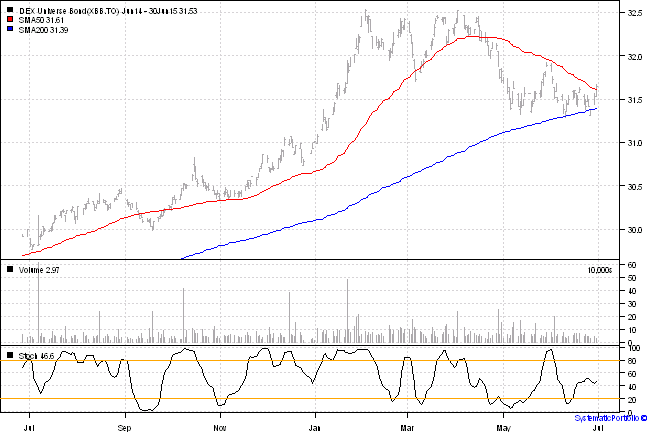 DEX Universe Bond(XBB.TO) Jun14 - 30Jun15 31.53
SMA50 31.61
SMA200 31.39
32.5
32.0
31.5
31.0
30.5
30.0
Volume 2.97
10,000s
60
50
40
30
20
10
0
Stoch 46.6
100
80
60
40
20
0
Jul
Sep
Nov
Jan
Mar
May
Jul
SystematicPortfolio ©